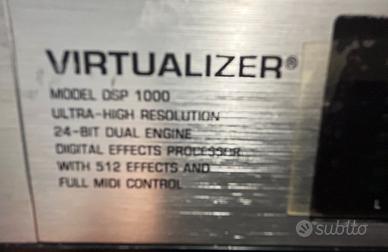 VIRTUALIZER®
MODEL DSP 1000
ULTRA-HIGH RESOLUTION
24-BIT DUAL ENGINE
DIGITAL EFFECTS PROCESSOR
WITH 512 EFFECTS AND
FULL MIDI CONTROL
subito